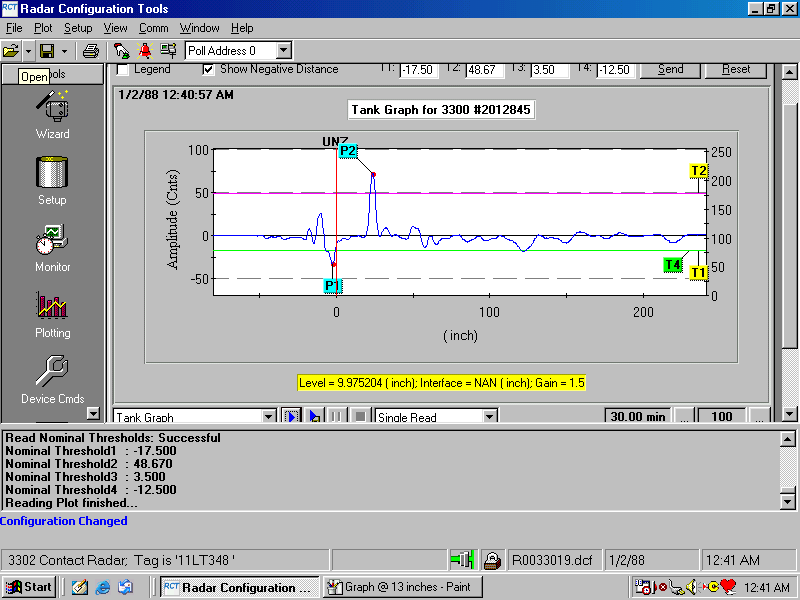 RCT Radar Configuration Tools
File Plot Setup View Comm Window Help
Poll Address 0
Open
Legend Show Negative Distance T1: -17.50 T2: 48.67 T3: 3.50 T4: -12.50 Send Reset
1/2/88 12:40:57 AM
Tank Graph for 3300 #2012845
Wizard
Setup
Monitor
Plotting
Device Cmds
UNZ
P2
T2
T4
T1
P1
Amplitude (Cnts)
100
50
0
-50
250
200
150
100
50
0
0 100 200
( inch)
Level = 9.975204 ( inch); Interface = NAN ( inch); Gain = 1.5
Tank Graph Single Read 30.00 min ... 100 ...
Read Nominal Thresholds: Successful
Nominal Threshold1 : -17.500
Nominal Threshold2 : 48.670
Nominal Threshold3 : 3.500
Nominal Threshold4 : -12.500
Reading Plot finished...
Configuration Changed
3302 Contact Radar; Tag is '11LT348 ' R0033019.dcf 1/2/88 12:41 AM
Start RCT Radar Configuration ... Graph @ 13 inches - Paint 12:41 AM